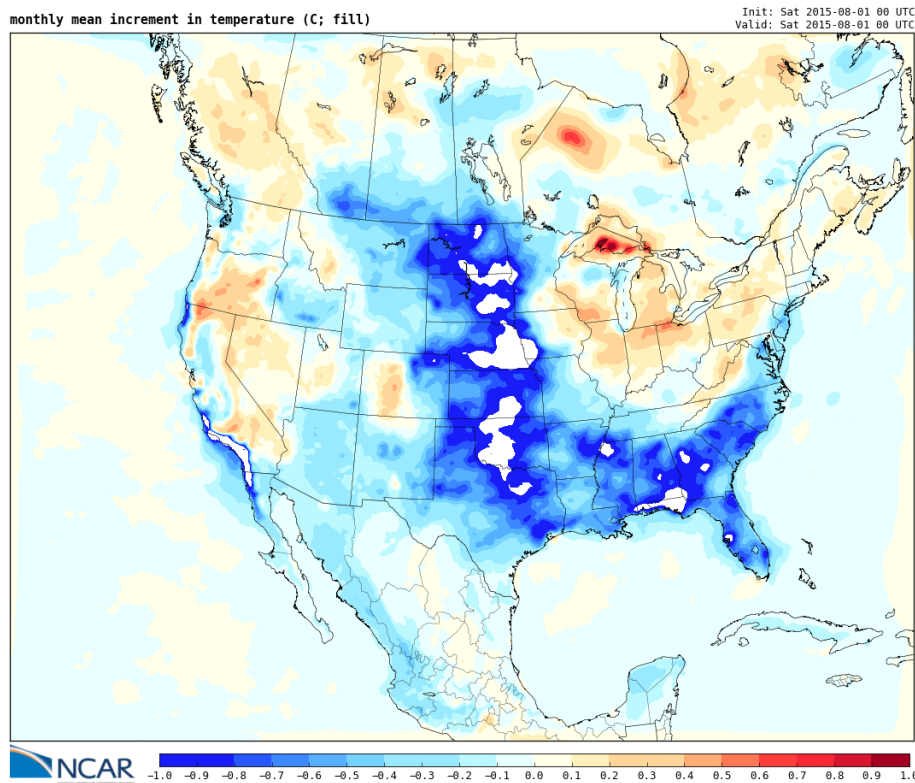 monthly mean increment in temperature (C; fill)
Init: Sat 2015-08-01 00 UTC
Valid: Sat 2015-08-01 00 UTC
NCAR
−1.0 −0.9 −0.8 −0.7 −0.6 −0.5 −0.4 −0.3 −0.2 −0.1 0.0 0.1 0.2 0.3 0.4 0.5 0.6 0.7 0.8 0.9 1.0